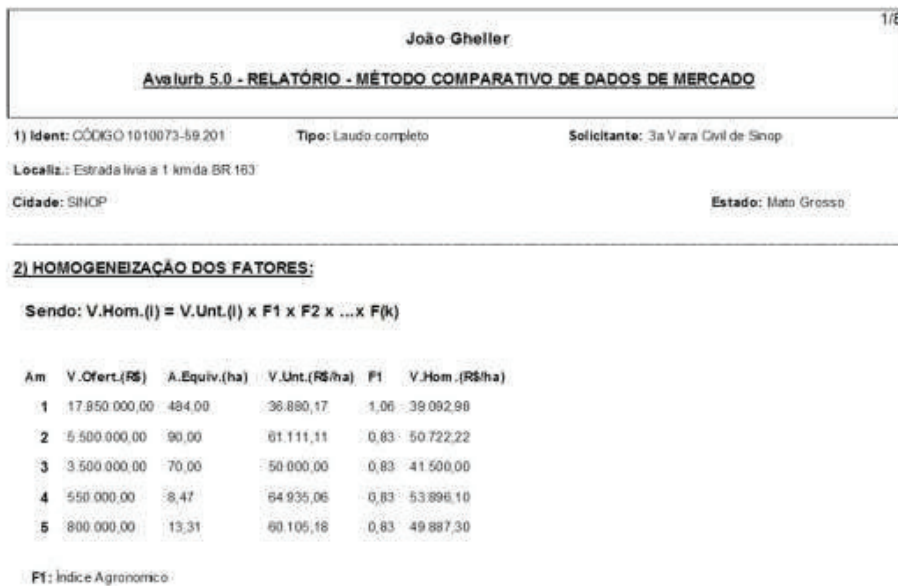 1/8
João Gheller
Avalurb 5.0 - RELATÓRIO - MÉTODO COMPARATIVO DE DADOS DE MERCADO
1) Ident: CÓDIGO 1010073-59.201 Tipo: Laudo completo Solicitante: 3a Vara Civil de Sinop
Localiz.: Estrada livia a 1 km da BR 163
Cidade: SINOP Estado: Mato Grosso
2) HOMOGENEIZAÇÃO DOS FATORES:
Sendo: V.Hom.(i) = V.Unt.(i) x F1 x F2 x ...x F(k)
Am V.Ofert.(R$) A.Equiv.(ha) V.Unt.(R$/ha) F1 V.Hom.(R$/ha)
1 17.850.000,00 484,00 36.880,17 1,06 39.092,98
2 5.500.000,00 90,00 61.111,11 0,83 50.722,22
3 3.500.000,00 70,00 50.000,00 0,83 41.500,00
4 550.000,00 8,47 64.935,06 0,83 53.896,10
5 800.000,00 13,31 60.105,18 0,83 49.887,30
F1: Índice Agronomico